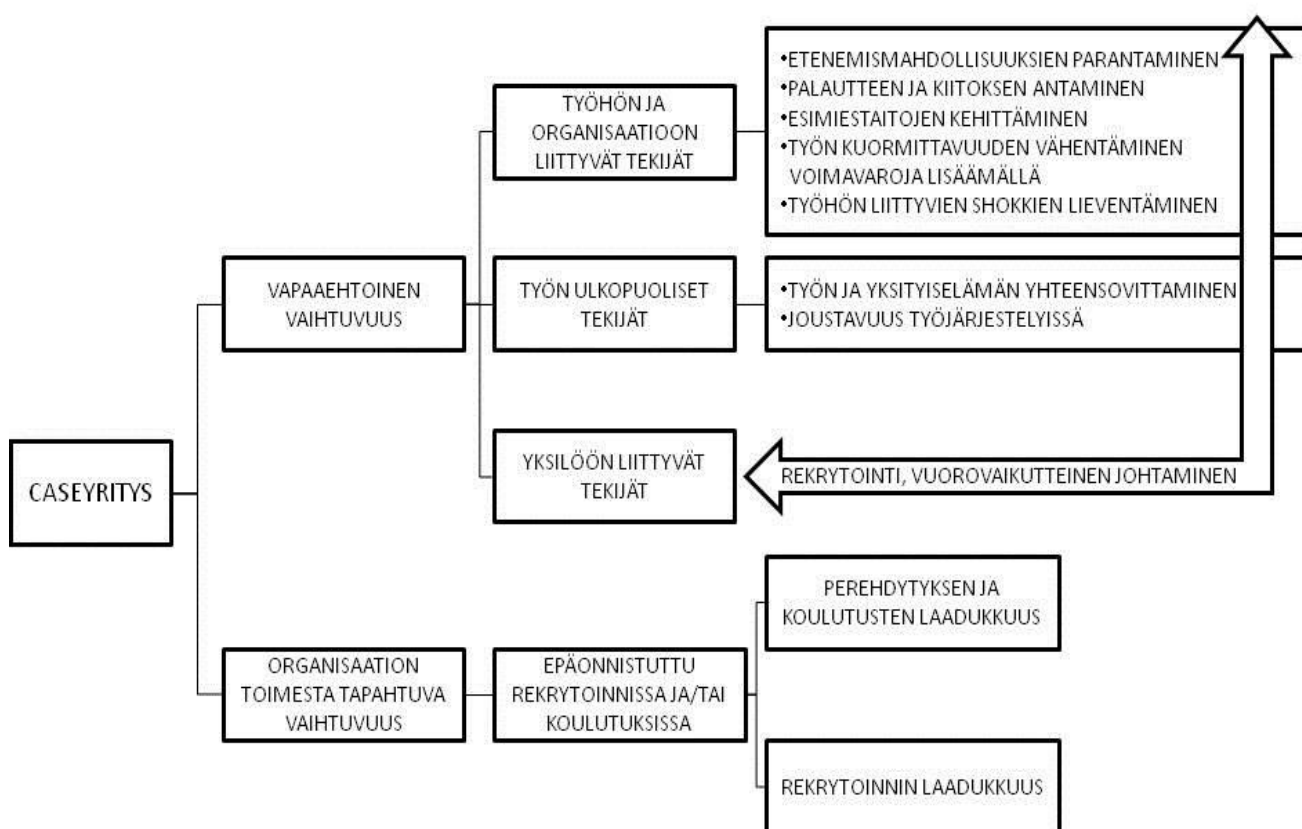 •ETENEMISMAHDOLLISUUKSIEN PARANTAMINEN
•PALAUTTEEN JA KIITOKSEN ANTAMINEN
•ESIMIESTAITOJEN KEHITTÄMINEN
•TYÖN KUORMITTAVUUDEN VÄHENTÄMINEN
VOIMAVAROJA LISÄÄMÄLLÄ
•TYÖHÖN LIITTYVIEN SHOKKIEN LIEVENTÄMINEN
TYÖHÖN JA
ORGANISAATIOON
LIITTYVÄT TEKIJÄT
VAPAAEHTOINEN
VAIHTUVUUS
TYÖN ULKOPUOLISET
TEKIJÄT
•TYÖN JA YKSITYISELÄMÄN YHTEENSOVITTAMINEN
•JOUSTAVUUS TYÖJÄRJESTELYISSÄ
YKSILÖÖN LIITTYVÄT
TEKIJÄT
REKRYTOINTI, VUOROVAIKUTTEINEN JOHTAMINEN
CASEYRITYS
PEREHDYTYKSEN JA
KOULUTUSTEN LAADUKKUUS
ORGANISAATION
TOIMESTA TAPAHTUVA
VAIHTUVUUS
EPÄONNISTUTTU
REKRYTOINNISSA JA/TAI
KOULUTUKSISSA
REKRYTOINNIN LAADUKKUUS